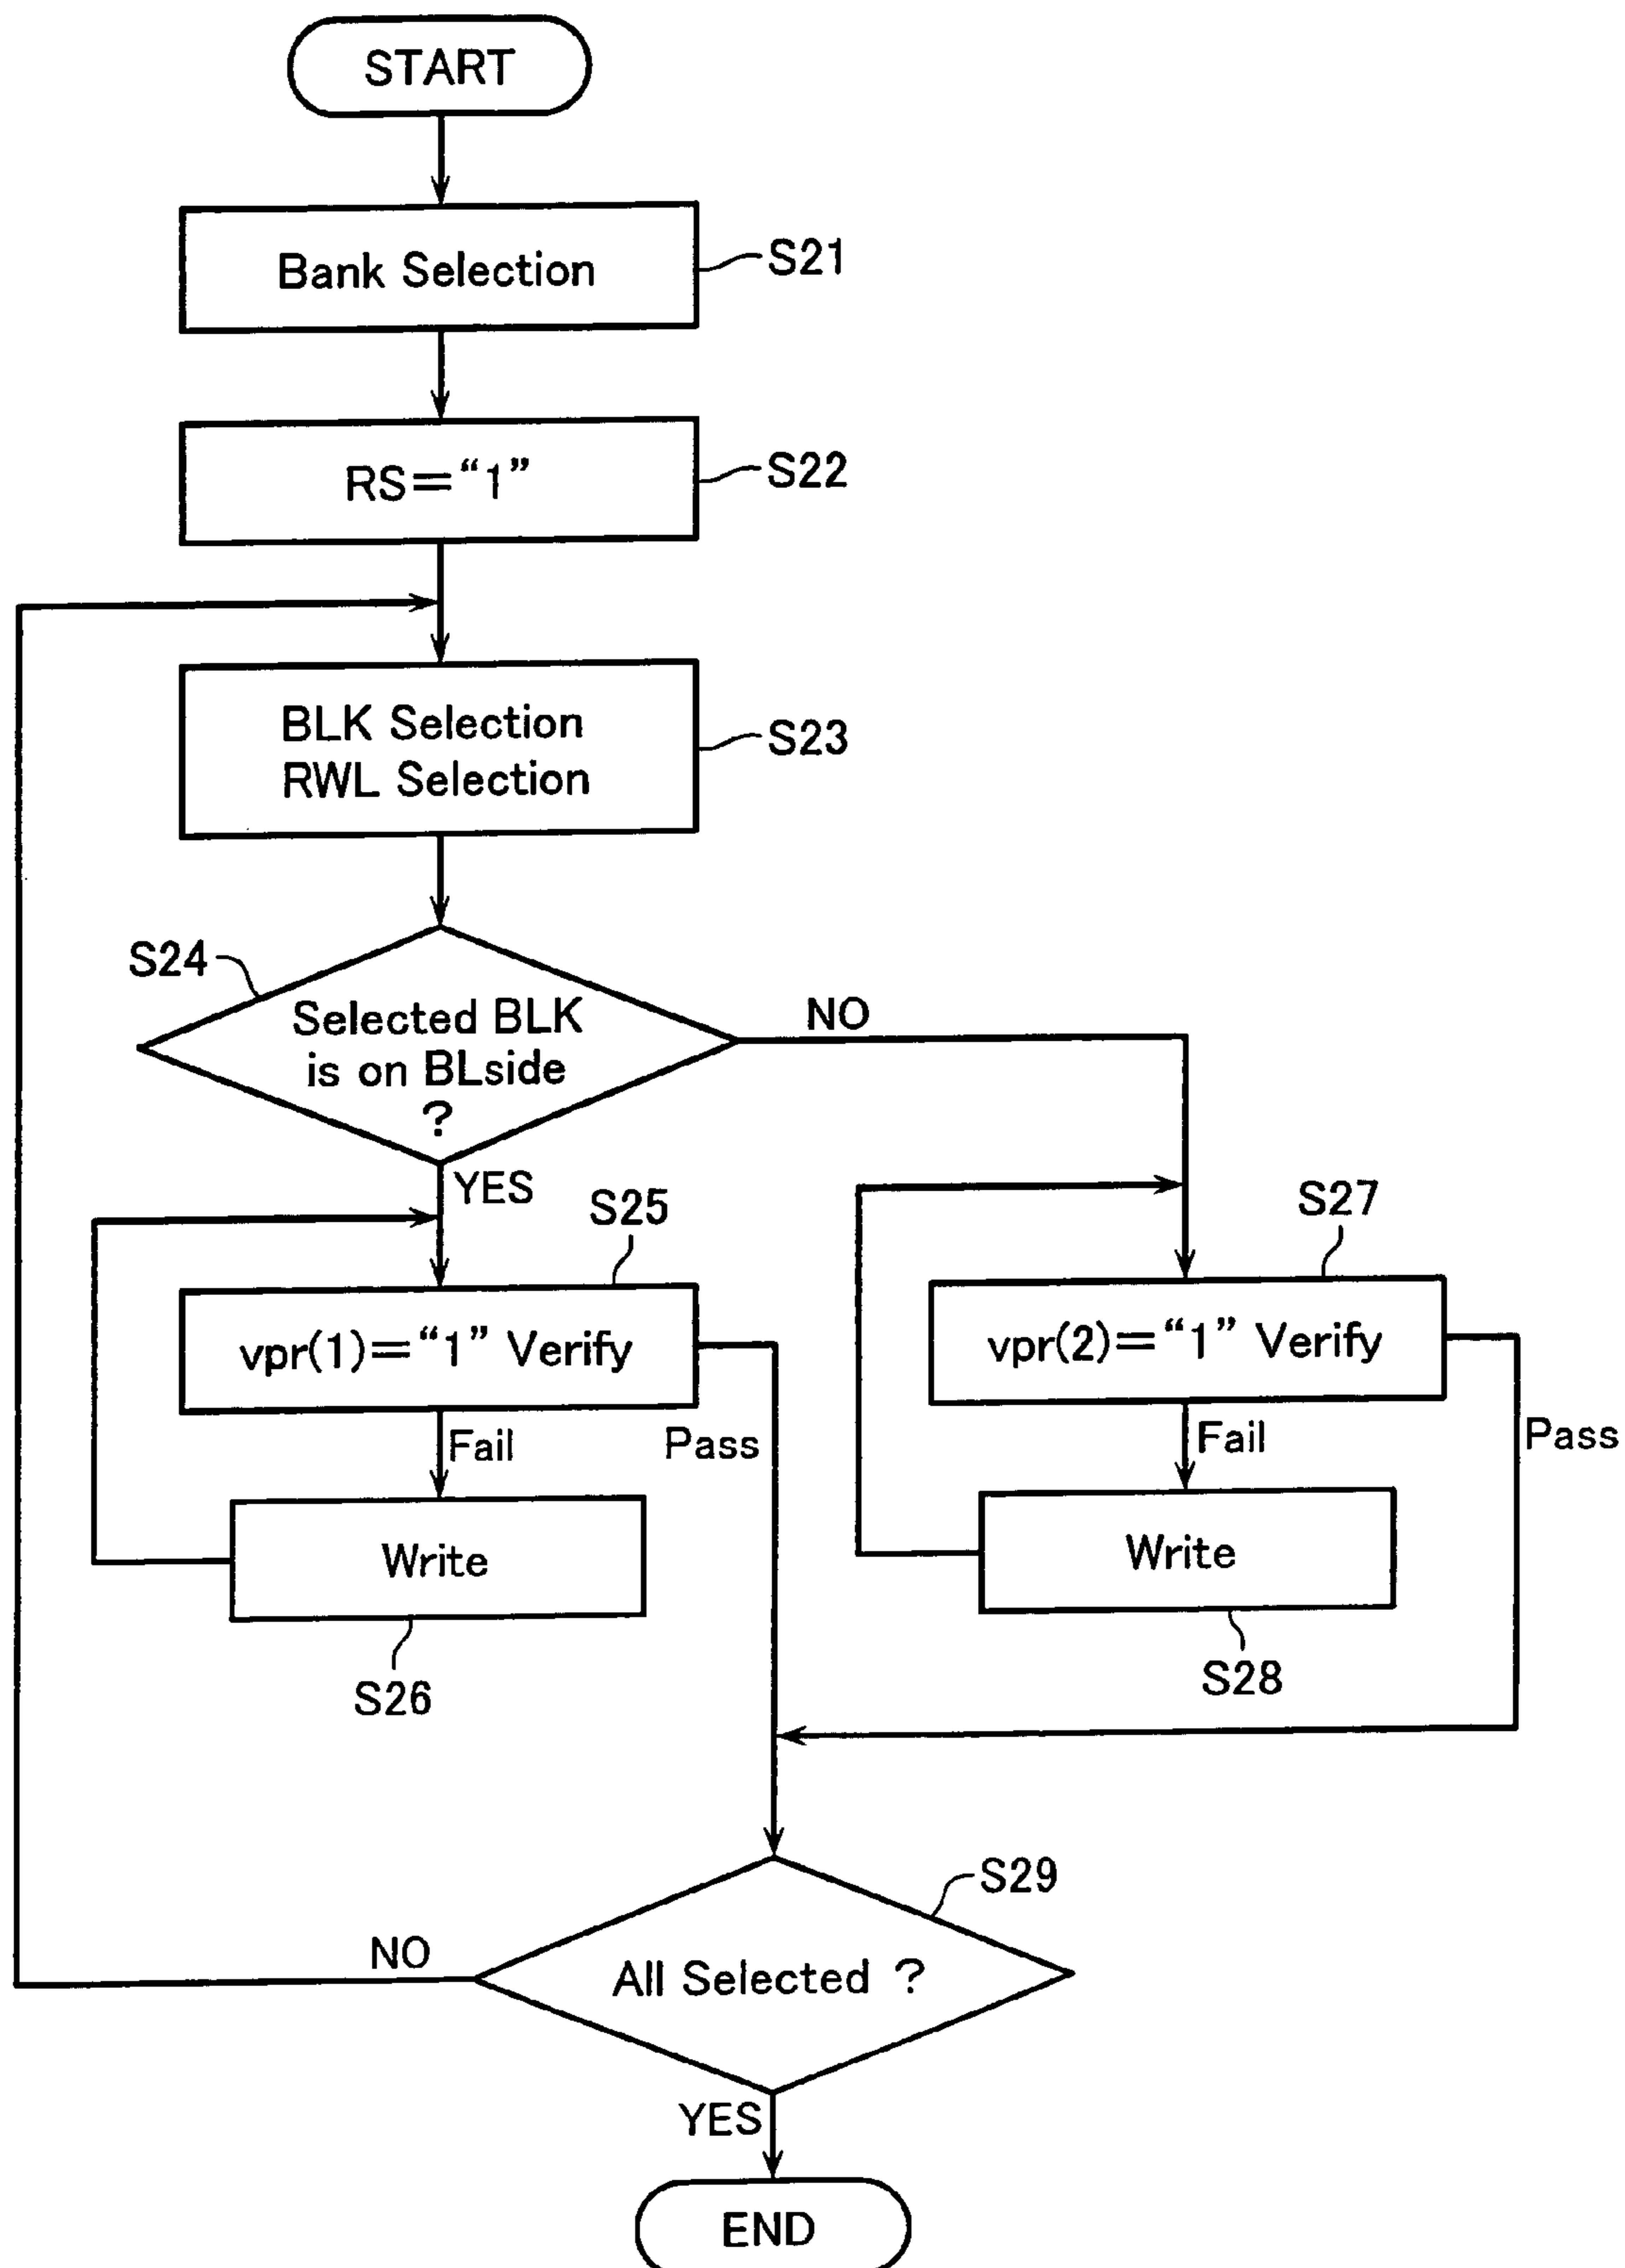 START
Bank Selection
S21
RS=“1”
S22
BLK Selection
RWL Selection
S23
S24
Selected BLK
is on BLside
?
NO
YES
S25
vpr(1)=“1” Verify
Fail
Pass
Write
S26
S27
vpr(2)=“1” Verify
Fail
Pass
Write
S28
S29
All Selected ?
NO
YES
END